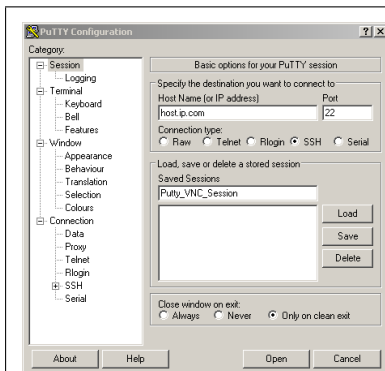 PuTTY Configuration
Category:
Session
Logging
Terminal
Keyboard
Bell
Features
Window
Appearance
Behaviour
Translation
Selection
Colours
Connection
Data
Proxy
Telnet
Rlogin
SSH
Serial
Basic options for your PuTTY session
Specify the destination you want to connect to
Host Name (or IP address) Port
host.ip.com 22
Connection type:
Raw Telnet Rlogin SSH Serial
Load, save or delete a stored session
Saved Sessions
Putty_VNC_Session
Load
Save
Delete
Close window on exit:
Always Never Only on clean exit
About Help Open Cancel